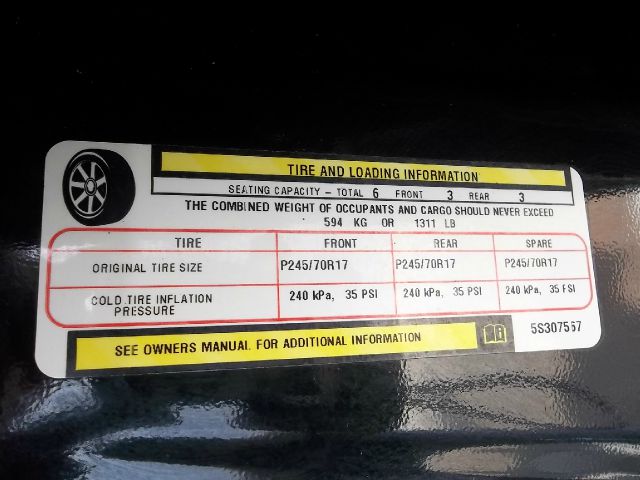 TIRE AND LOADING INFORMATION
SEATING CAPACITY - TOTAL 6 FRONT 3 REAR 3
THE COMBINED WEIGHT OF OCCUPANTS AND CARGO SHOULD NEVER EXCEED
594 KG OR 1311 LB
TIRE FRONT REAR SPARE
ORIGINAL TIRE SIZE P245/70R17 P245/70R17 P245/70R17
COLD TIRE INFLATION PRESSURE 240 kPa, 35 PSI 240 kPa, 35 PSI 240 kPa, 35 PSI
SEE OWNERS MANUAL FOR ADDITIONAL INFORMATION
5S307567